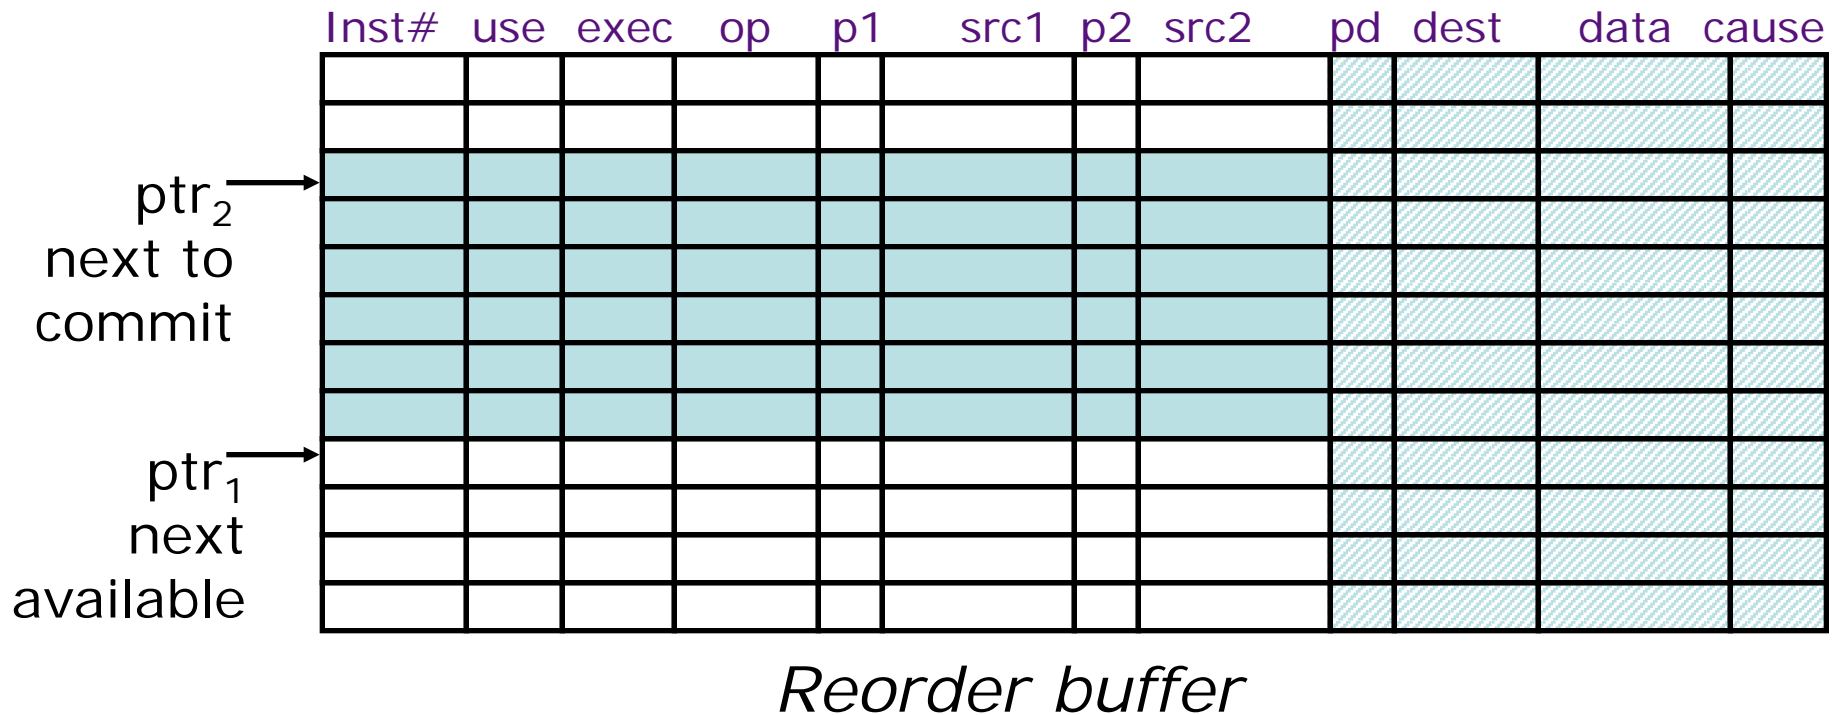 Inst# use exec op p1 src1 p2 src2 pd dest data cause
ptr2
next to
commit
ptr1
next
available
Reorder buffer